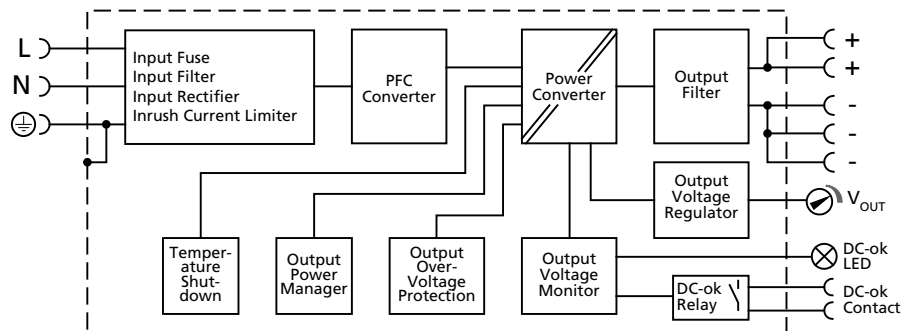 L
N
Input Fuse
Input Filter
Input Rectifier
Inrush Current Limiter
PFC
Converter
Power
Converter
Output
Filter
+
+
-
-
-
Output
Voltage
Regulator
VOUT
Temper-
ature
Shut-
down
Output
Power
Manager
Output
Over-
Voltage
Protection
Output
Voltage
Monitor
DC-ok
LED
DC-ok
Relay
DC-ok
Contact